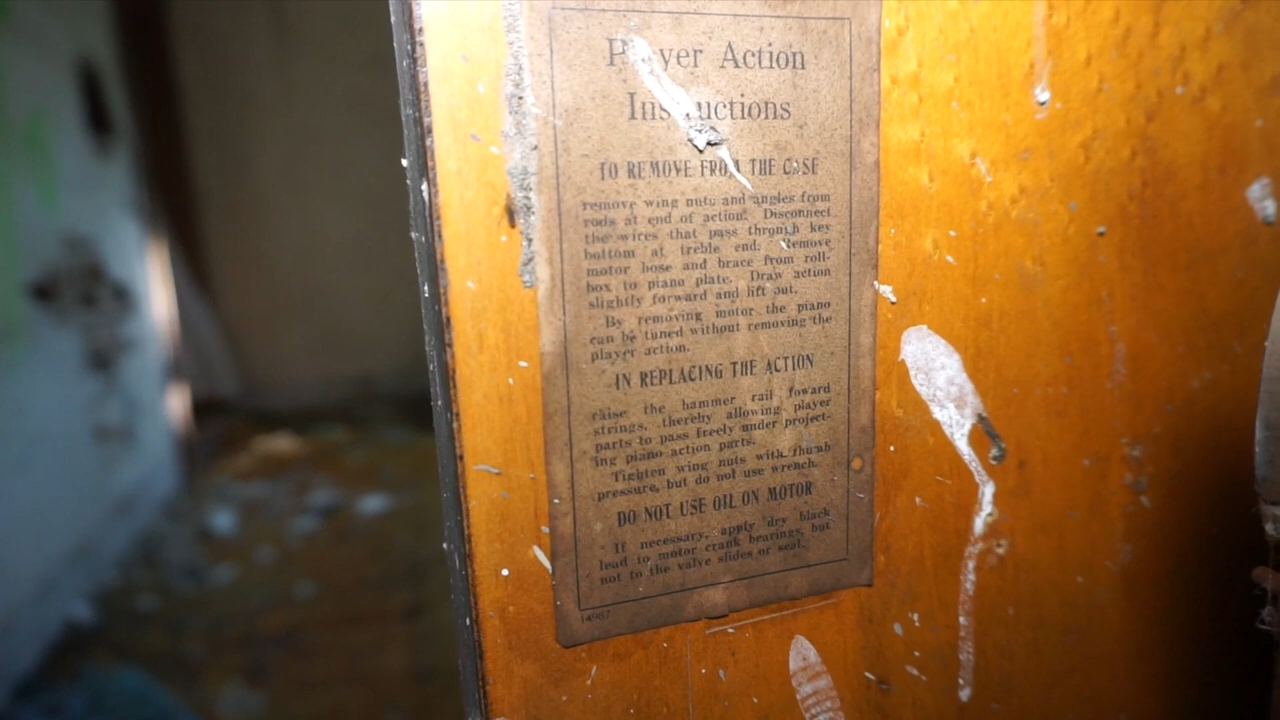 Player Action
Instructions
TO REMOVE FROM THE CASE
remove wing nuts and angles from
rods at end of action. Disconnect
the wires that pass through key
bottom at treble end. Remove
motor hose and brace from roll-
box to piano plate. Draw action
slightly forward and lift out.
By removing motor the piano
can be tuned without removing the
player action.
IN REPLACING THE ACTION
raise the hammer rail foward
strings, thereby allowing player
parts to pass freely under project-
ing piano action parts.
Tighten wing nuts with thumb
pressure, but do not use wrench.
DO NOT USE OIL ON MOTOR
If necessary, apply dry black
lead to motor crank bearings, but
not to the valve slides or seal.